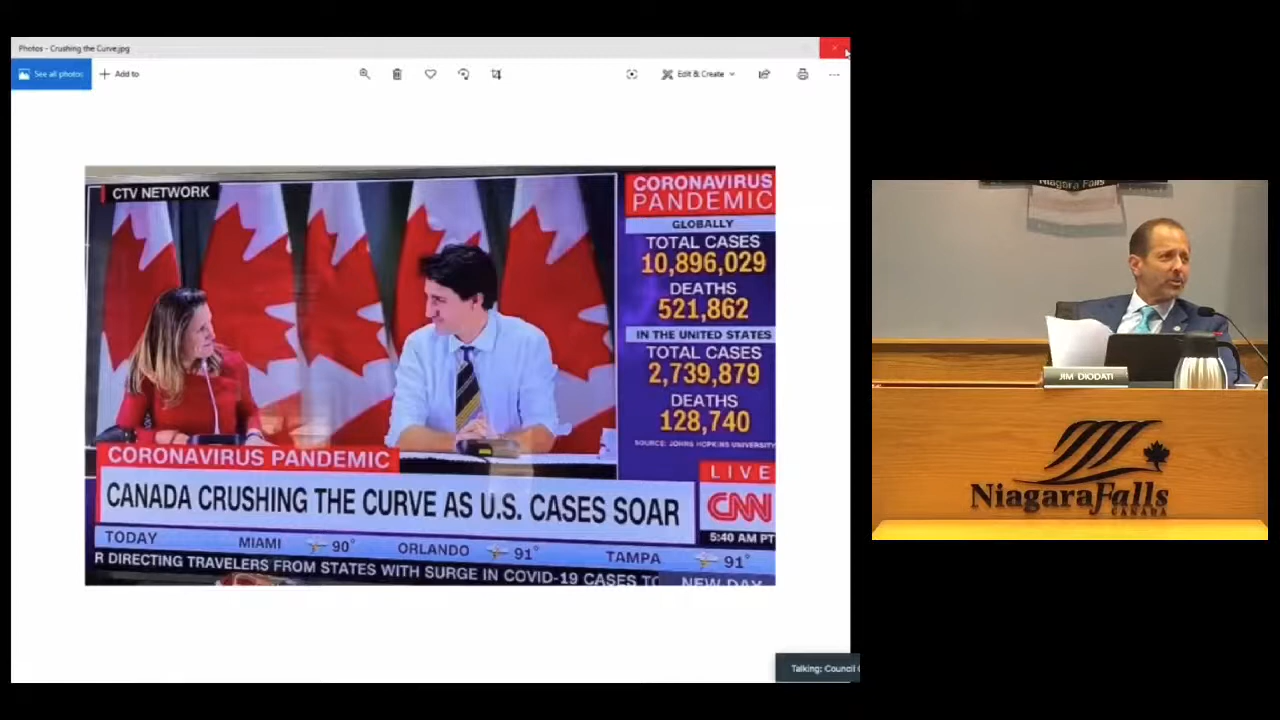 Photos - Crushing the Curve.jpg
See all photos
Add to
Edit & Create
CTV NETWORK
CORONAVIRUS
PANDEMIC
GLOBALLY
TOTAL CASES
10,896,029
DEATHS
521,862
IN THE UNITED STATES
TOTAL CASES
2,739,879
DEATHS
128,740
SOURCE: JOHNS HOPKINS UNIVERSITY
CORONAVIRUS PANDEMIC
CANADA CRUSHING THE CURVE AS U.S. CASES SOAR
LIVE
CNN
5:40 AM PT
TODAY MIAMI 90° ORLANDO 91° TAMPA 91°
R DIRECTING TRAVELERS FROM STATES WITH SURGE IN COVID-19 CASES TO
NEW DAY
Talking: Council
Niagara Falls
JIM DIODATI
Niagara Falls
CANADA